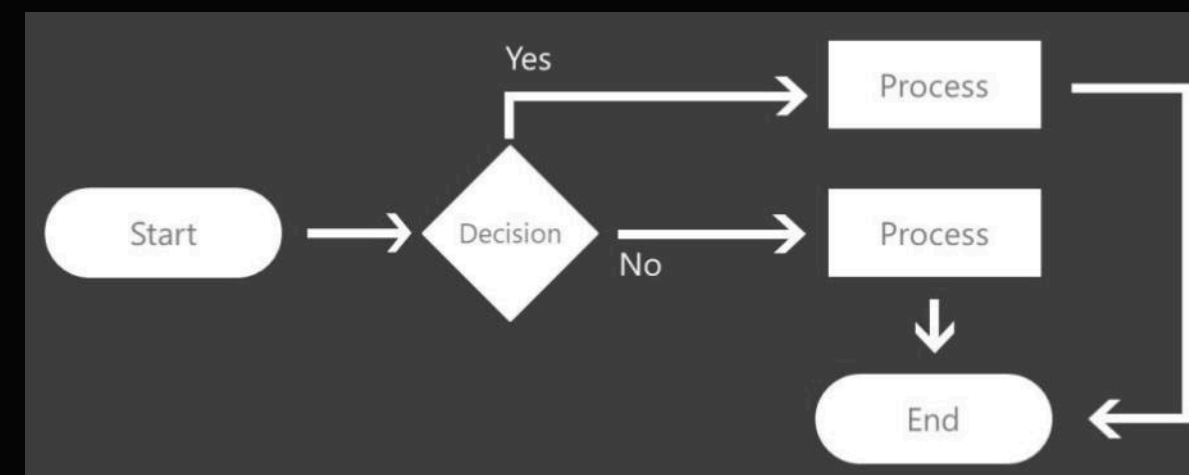 Yes
Process
Start
Decision
Process
No
End